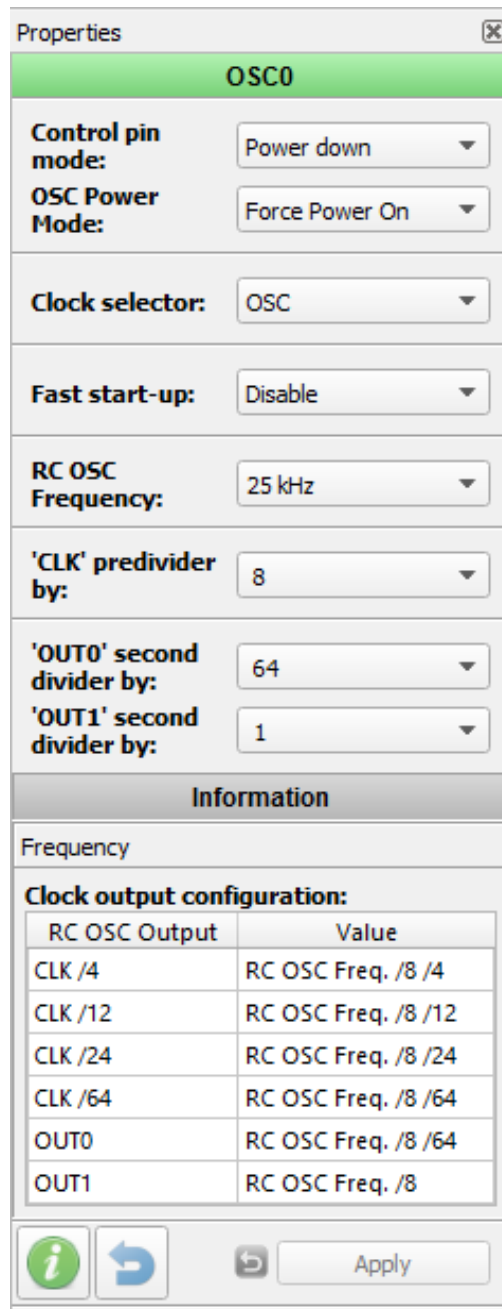 Properties
OSC0
Control pin
mode:
Power down
OSC Power
Mode:
Force Power On
Clock selector:
OSC
Fast start-up:
Disable
RC OSC
Frequency:
25 kHz
'CLK' predivider
by:
8
'OUT0' second
divider by:
64
'OUT1' second
divider by:
1
Information
Frequency
Clock output configuration:
RC OSC Output Value
CLK /4 RC OSC Freq. /8 /4
CLK /12 RC OSC Freq. /8 /12
CLK /24 RC OSC Freq. /8 /24
CLK /64 RC OSC Freq. /8 /64
OUT0 RC OSC Freq. /8 /64
OUT1 RC OSC Freq. /8
i Apply